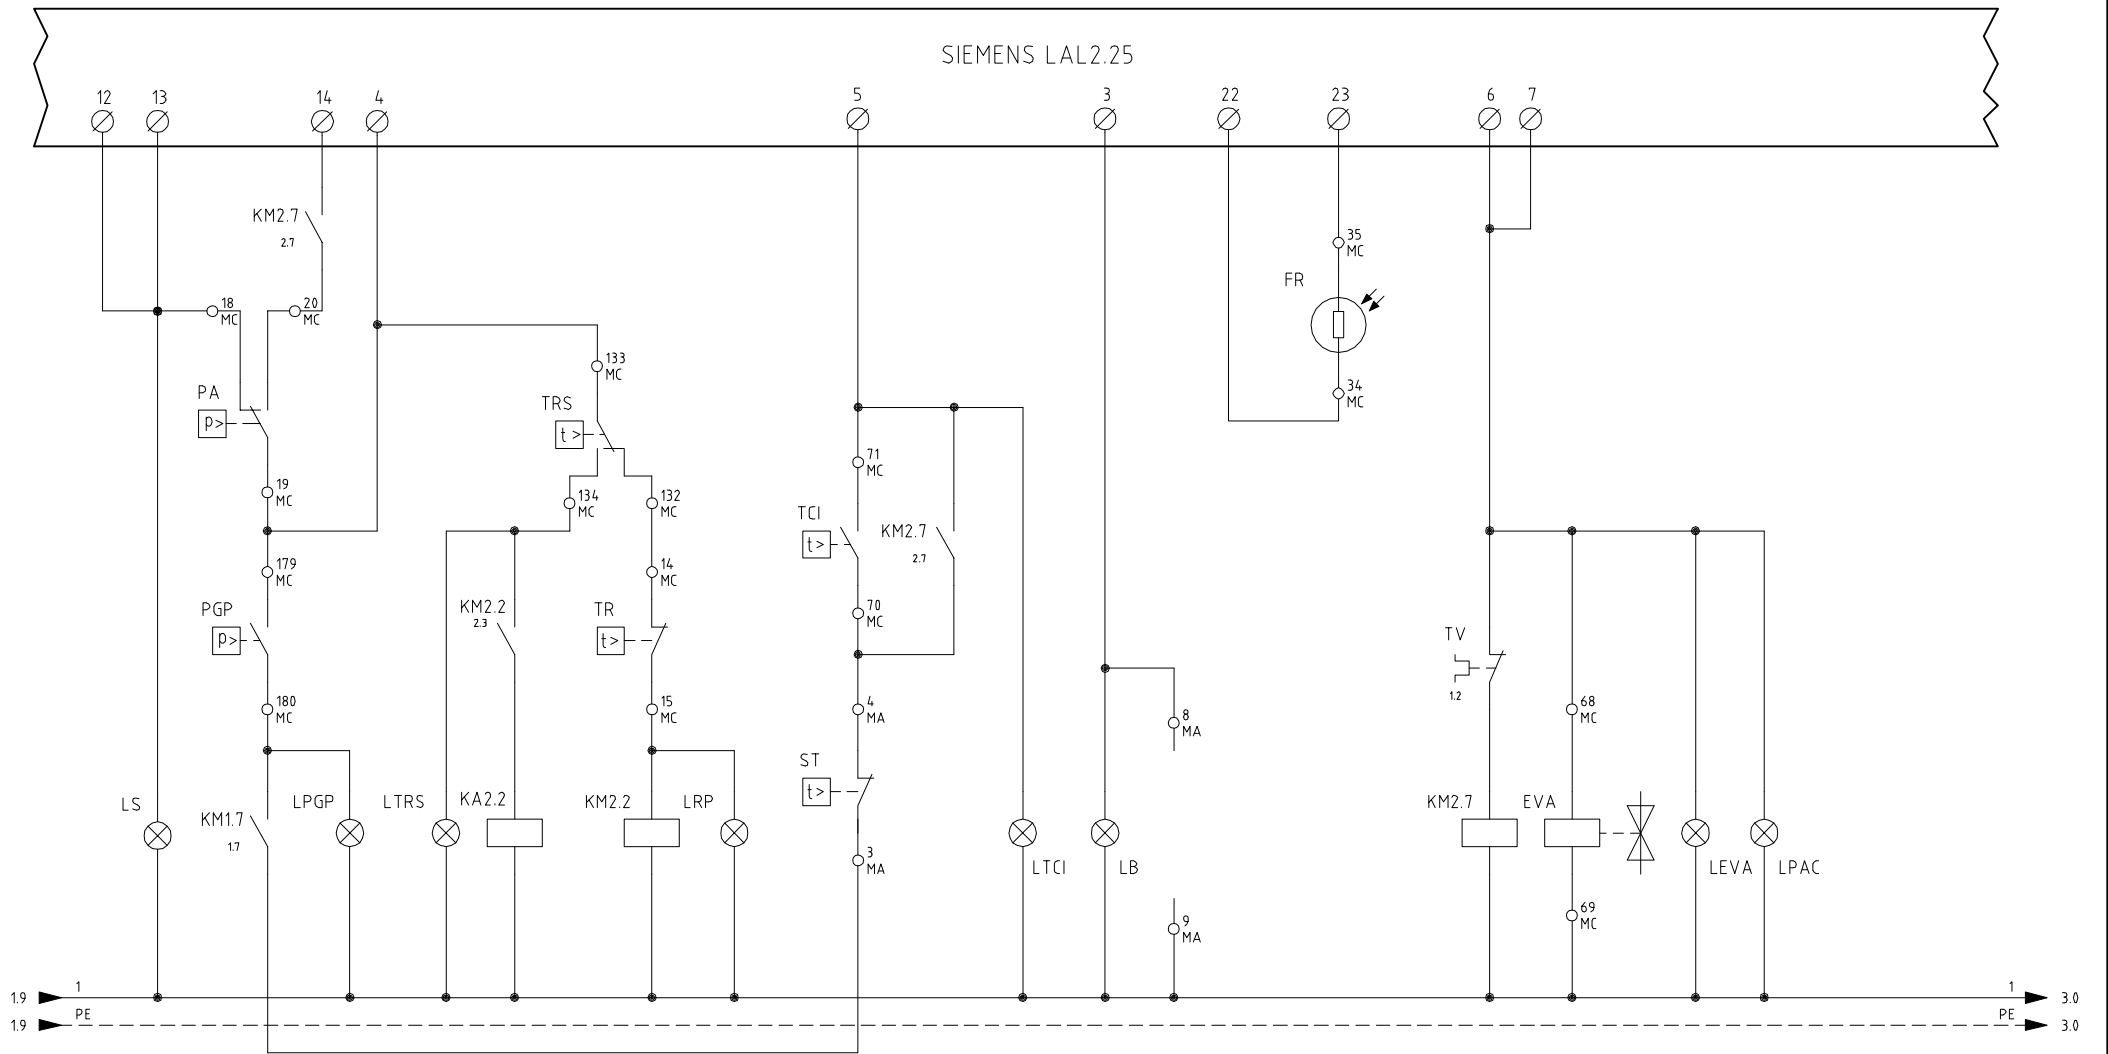 SIEMENS LAL2.25
12 13 14 4 5 3 22 23 6 7
KM2.7
2.7
35
MC
FR
18
MC
20
MC
133
MC
PA
p>
TRS
t >
34
MC
19
MC
134
MC
132
MC
71
MC
TCI
t>
KM2.7
2.7
179
MC
14
MC
PGP
p>
KM2.2
2.3
TR
t>
70
MC
TV
1.2
180
MC
15
MC
4
MA
8
MA
68
MC
ST
t>
LS
KM1.7
1.7
LPGP
LTRS
KA2.2
KM2.2
LRP
KM2.7
EVA
3
MA
LTCI
LB
LEVA
LPAC
9
MA
69
MC
1.9 1 1 3.0
1.9 PE PE 3.0